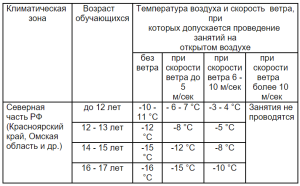 Климатическая зона
Возраст обучающихся
Температура воздуха и скорость ветра, при которых допускается проведение занятий на открытом воздухе
без ветра
при скорости ветра до 5 м/сек
при скорости ветра 6 - 10 м/сек
при скорости ветра более 10 м/сек
Северная часть РФ (Красноярский край, Омская область и др.)
до 12 лет
-10 - 11 °C
- 6 - 7 °C
-3 - 4 °C
Занятия не проводятся
12 - 13 лет
-12 °C
-8 °C
-5 °C
14 - 15 лет
-15 °C
-12 °C
-8 °C
16 - 17 лет
-16 °C
-15 °C
-10 °C